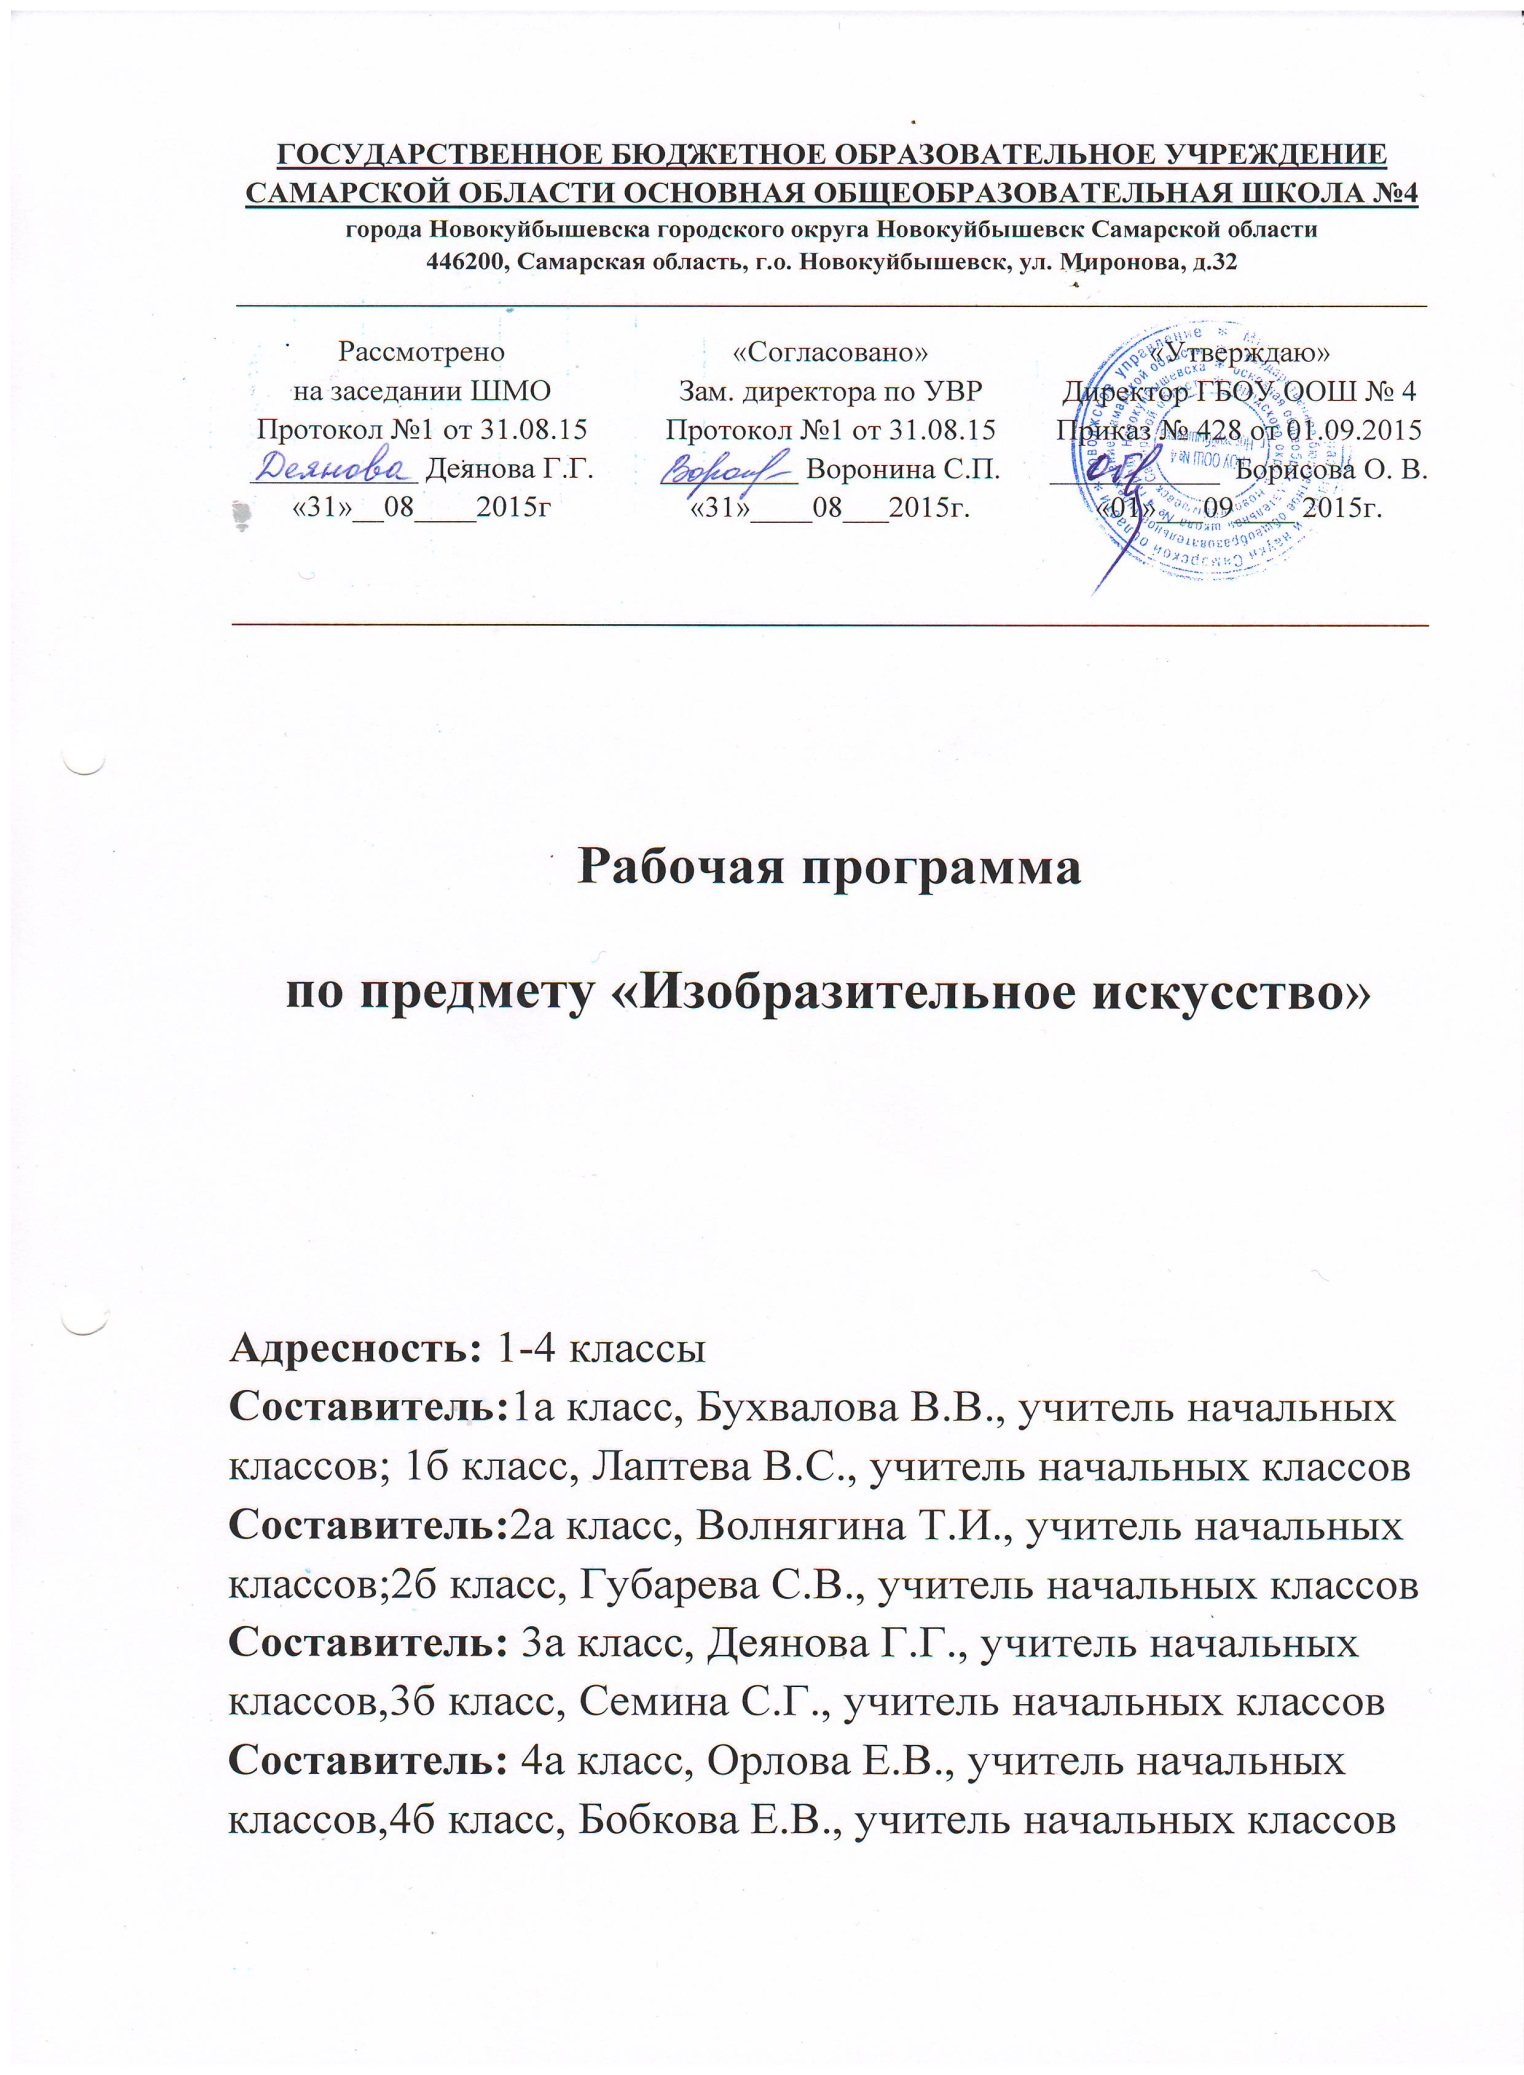 ГОСУДАРСТВЕННОЕ БЮДЖЕТНОЕ ОБРАЗОВАТЕЛЬНОЕ УЧРЕЖДЕНИЕ
САМАРСКОЙ ОБЛАСТИ ОСНОВНАЯ ОБЩЕОБРАЗОВАТЕЛЬНАЯ ШКОЛА №4
города Новокуйбышевска городского округа Новокуйбышевск Самарской области
446200, Самарская область, г.о. Новокуйбышевск, ул. Миронова, д.32
Рассмотрено
на заседании ШМО
Протокол №1 от 31.08.15
Деянова Деянова Г.Г.
«31»__08____2015г
«Согласовано»
Зам. директора по УВР
Протокол №1 от 31.08.15
Воронина С.П.
«31»____08___2015г.
«Утверждаю»
Директор ГБОУ ООШ № 4
Приказ № 428 от 01.09.2015
Борисова О. В.
«01»___09____2015г.
Рабочая программа
по предмету «Изобразительное искусство»
Адресность: 1-4 классы
Составитель:1а класс, Бухвалова В.В., учитель начальных
классов; 1б класс, Лаптева В.С., учитель начальных классов
Составитель:2а класс, Волнягина Т.И., учитель начальных
классов;2б класс, Губарева С.В., учитель начальных классов
Составитель: 3а класс, Деянова Г.Г., учитель начальных
классов,3б класс, Семина С.Г., учитель начальных классов
Составитель: 4а класс, Орлова Е.В., учитель начальных
классов,4б класс, Бобкова Е.В., учитель начальных классов